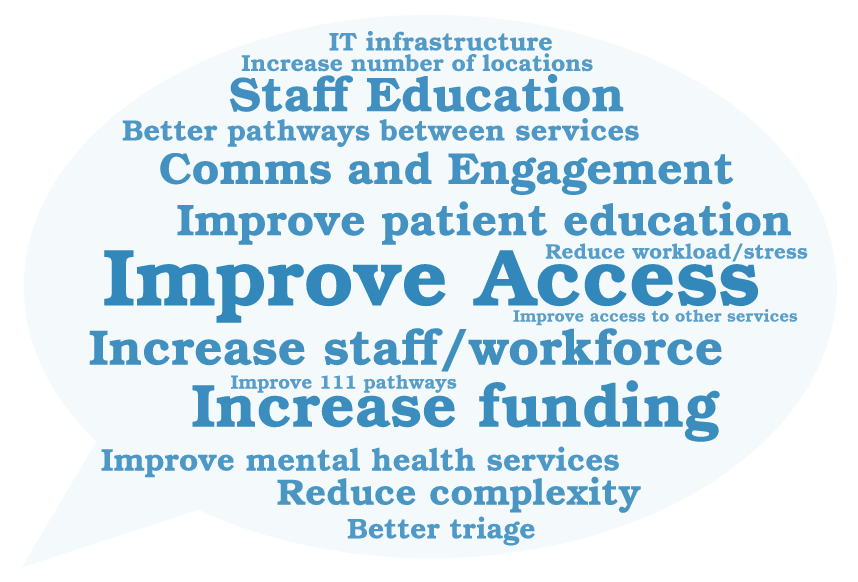 IT infrastructure
Increase number of locations
Staff Education
Better pathways between services
Comms and Engagement
Improve patient education
Reduce workload/stress
Improve Access
Improve access to other services
Increase staff/workforce
Improve 111 pathways
Increase funding
Improve mental health services
Reduce complexity
Better triage